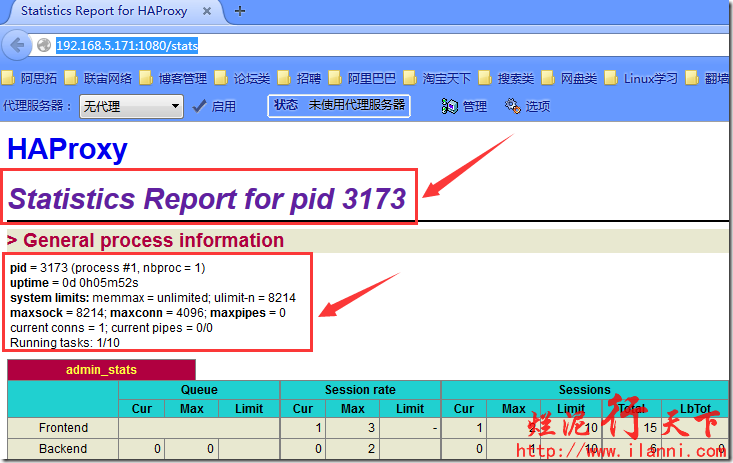 Statistics Report for HAProxy × +
192.168.5.171:1080/stats
阿思拓 联宙网络 博客管理 论坛类 招聘 阿里巴巴 淘宝天下 搜索类 网盘类 Linux学习 翻墙
代理服务器： 无代理 启用 状态 未使用代理服务器 管理 选项
HAProxy
Statistics Report for pid 3173
> General process information
pid = 3173 (process #1, nbproc = 1)
uptime = 0d 0h05m52s
system limits: memmax = unlimited; ulimit-n = 8214
maxsock = 8214; maxconn = 4096; maxpipes = 0
current conns = 1; current pipes = 0/0
Running tasks: 1/10
admin_stats
Queue Session rate Sessions
Cur Max Limit Cur Max Limit Cur Max Limit Total LbTot
Frontend 1 3 - 1 10 15
Backend 0 0 0 2 0 10 6 0
烂泥行天下
http://www.ilanni.com